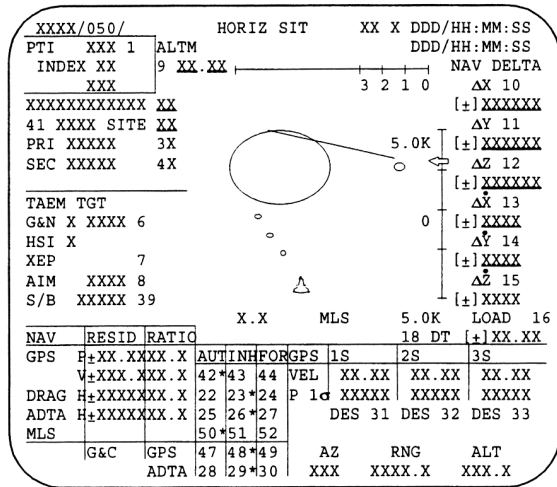 XXXX/050/ HORIZ SIT XX X DDD/HH:MM:SS
PTI XXX 1 ALTM DDD/HH:MM:SS
INDEX XX 9 XX.XX NAV DELTA
XXX 3 2 1 0 ΔX 10
XXXXXXXXXXXX XX [±]XXXXXX
41 XXXX SITE XX ΔY 11
PRI XXXXX 3X 5.0K [±]XXXXXX
SEC XXXXX 4X ΔZ 12
[±]XXXXXX
TAEM TGT ΔẊ 13
G&N X XXXX 6 0 [±]XXXX
HSI X ΔẎ 14
XEP 7 [±]XXXX
AIM XXXX 8 ΔŻ 15
S/B XXXXX 39 [±]XXXX
X.X MLS 5.0K LOAD 16
NAV RESID RATIO 18 DT [±]XX.XX
GPS P±XX.XXXX.X AUT INH FOR GPS 1S 2S 3S
V±XXX.XXX.X 42*43 44 VEL XX.XX XX.XX XX.XX
DRAG H±XXXXXXX.X 22 23*24 P 1σ XXXXX XXXXX XXXXX
ADTA H±XXXXXXX.X 25 26*27 DES 31 DES 32 DES 33
MLS 50*51 52
G&C GPS 47 48*49 AZ RNG ALT
ADTA 28 29*30 XXX XXXX.X XXX.X